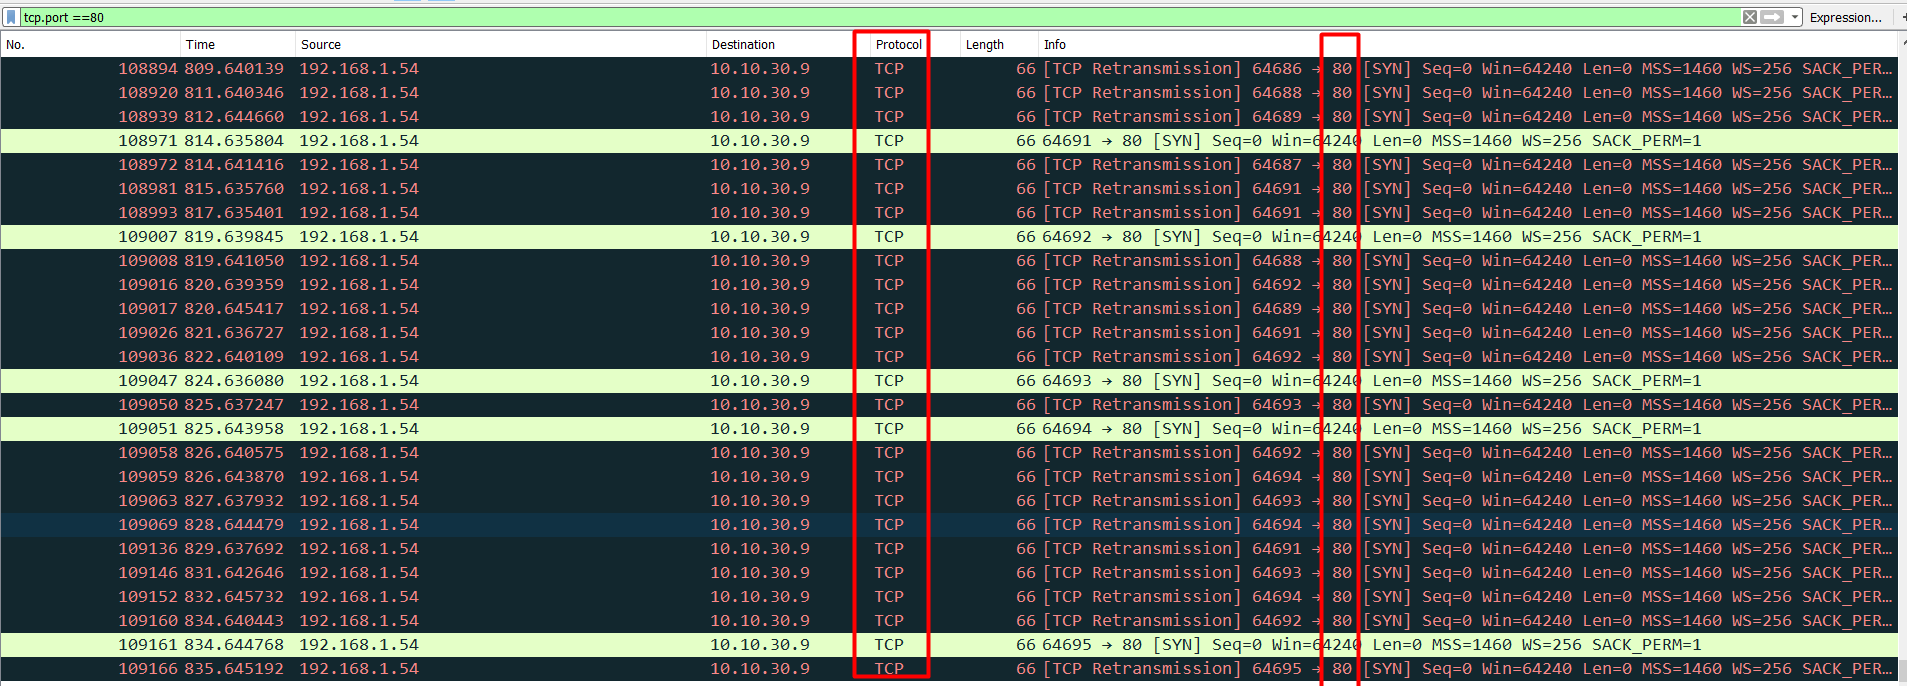 tcp.port ==80 Expression...
No. Time Source Destination Protocol Length Info
108894 809.640139 192.168.1.54 10.10.30.9 TCP 66 [TCP Retransmission] 64686 → 80 [SYN] Seq=0 Win=64240 Len=0 MSS=1460 WS=256 SACK_PER…
108920 811.640346 192.168.1.54 10.10.30.9 TCP 66 [TCP Retransmission] 64688 → 80 [SYN] Seq=0 Win=64240 Len=0 MSS=1460 WS=256 SACK_PER…
108939 812.644660 192.168.1.54 10.10.30.9 TCP 66 [TCP Retransmission] 64689 → 80 [SYN] Seq=0 Win=64240 Len=0 MSS=1460 WS=256 SACK_PER…
108971 814.635804 192.168.1.54 10.10.30.9 TCP 66 64691 → 80 [SYN] Seq=0 Win=64240 Len=0 MSS=1460 WS=256 SACK_PERM=1
108972 814.641416 192.168.1.54 10.10.30.9 TCP 66 [TCP Retransmission] 64687 → 80 [SYN] Seq=0 Win=64240 Len=0 MSS=1460 WS=256 SACK_PER…
108981 815.635760 192.168.1.54 10.10.30.9 TCP 66 [TCP Retransmission] 64691 → 80 [SYN] Seq=0 Win=64240 Len=0 MSS=1460 WS=256 SACK_PER…
108993 817.635401 192.168.1.54 10.10.30.9 TCP 66 [TCP Retransmission] 64691 → 80 [SYN] Seq=0 Win=64240 Len=0 MSS=1460 WS=256 SACK_PER…
109007 819.639845 192.168.1.54 10.10.30.9 TCP 66 64692 → 80 [SYN] Seq=0 Win=64240 Len=0 MSS=1460 WS=256 SACK_PERM=1
109008 819.641050 192.168.1.54 10.10.30.9 TCP 66 [TCP Retransmission] 64688 → 80 [SYN] Seq=0 Win=64240 Len=0 MSS=1460 WS=256 SACK_PER…
109016 820.639359 192.168.1.54 10.10.30.9 TCP 66 [TCP Retransmission] 64692 → 80 [SYN] Seq=0 Win=64240 Len=0 MSS=1460 WS=256 SACK_PER…
109017 820.645417 192.168.1.54 10.10.30.9 TCP 66 [TCP Retransmission] 64689 → 80 [SYN] Seq=0 Win=64240 Len=0 MSS=1460 WS=256 SACK_PER…
109026 821.636727 192.168.1.54 10.10.30.9 TCP 66 [TCP Retransmission] 64691 → 80 [SYN] Seq=0 Win=64240 Len=0 MSS=1460 WS=256 SACK_PER…
109036 822.640109 192.168.1.54 10.10.30.9 TCP 66 [TCP Retransmission] 64692 → 80 [SYN] Seq=0 Win=64240 Len=0 MSS=1460 WS=256 SACK_PER…
109047 824.636080 192.168.1.54 10.10.30.9 TCP 66 64693 → 80 [SYN] Seq=0 Win=64240 Len=0 MSS=1460 WS=256 SACK_PERM=1
109050 825.637247 192.168.1.54 10.10.30.9 TCP 66 [TCP Retransmission] 64693 → 80 [SYN] Seq=0 Win=64240 Len=0 MSS=1460 WS=256 SACK_PER…
109051 825.643958 192.168.1.54 10.10.30.9 TCP 66 64694 → 80 [SYN] Seq=0 Win=64240 Len=0 MSS=1460 WS=256 SACK_PERM=1
109058 826.640575 192.168.1.54 10.10.30.9 TCP 66 [TCP Retransmission] 64692 → 80 [SYN] Seq=0 Win=64240 Len=0 MSS=1460 WS=256 SACK_PER…
109059 826.643870 192.168.1.54 10.10.30.9 TCP 66 [TCP Retransmission] 64694 → 80 [SYN] Seq=0 Win=64240 Len=0 MSS=1460 WS=256 SACK_PER…
109063 827.637932 192.168.1.54 10.10.30.9 TCP 66 [TCP Retransmission] 64693 → 80 [SYN] Seq=0 Win=64240 Len=0 MSS=1460 WS=256 SACK_PER…
109069 828.644479 192.168.1.54 10.10.30.9 TCP 66 [TCP Retransmission] 64694 → 80 [SYN] Seq=0 Win=64240 Len=0 MSS=1460 WS=256 SACK_PER…
109136 829.637692 192.168.1.54 10.10.30.9 TCP 66 [TCP Retransmission] 64691 → 80 [SYN] Seq=0 Win=64240 Len=0 MSS=1460 WS=256 SACK_PER…
109146 831.642646 192.168.1.54 10.10.30.9 TCP 66 [TCP Retransmission] 64693 → 80 [SYN] Seq=0 Win=64240 Len=0 MSS=1460 WS=256 SACK_PER…
109152 832.645732 192.168.1.54 10.10.30.9 TCP 66 [TCP Retransmission] 64694 → 80 [SYN] Seq=0 Win=64240 Len=0 MSS=1460 WS=256 SACK_PER…
109160 834.640443 192.168.1.54 10.10.30.9 TCP 66 [TCP Retransmission] 64692 → 80 [SYN] Seq=0 Win=64240 Len=0 MSS=1460 WS=256 SACK_PER…
109161 834.644768 192.168.1.54 10.10.30.9 TCP 66 64695 → 80 [SYN] Seq=0 Win=64240 Len=0 MSS=1460 WS=256 SACK_PERM=1
109166 835.645192 192.168.1.54 10.10.30.9 TCP 66 [TCP Retransmission] 64695 → 80 [SYN] Seq=0 Win=64240 Len=0 MSS=1460 WS=256 SACK_PER…